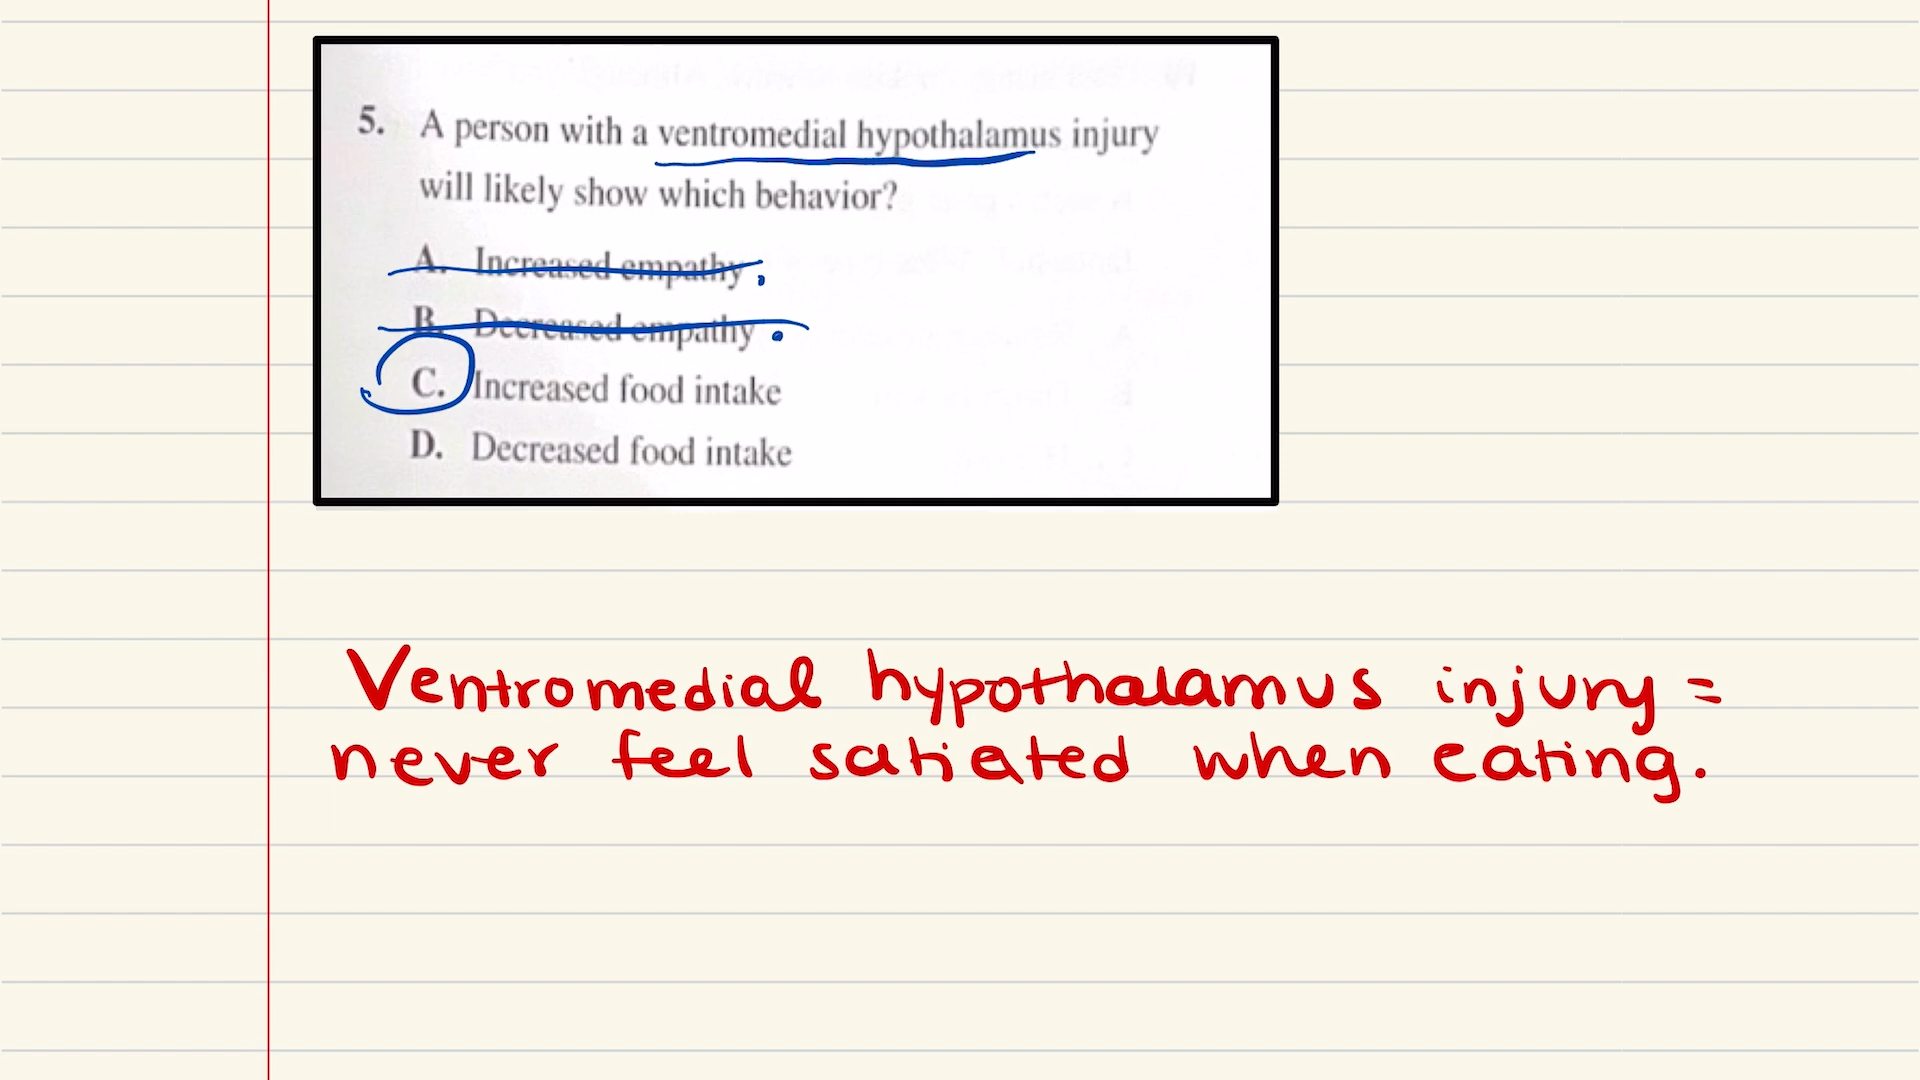 5. A person with a ventromedial hypothalamus injury
will likely show which behavior?
A. Increased empathy
B. Decreased empathy
C. Increased food intake
D. Decreased food intake
Ventromedial hypothalamus injury =
never feel satiated when eating.